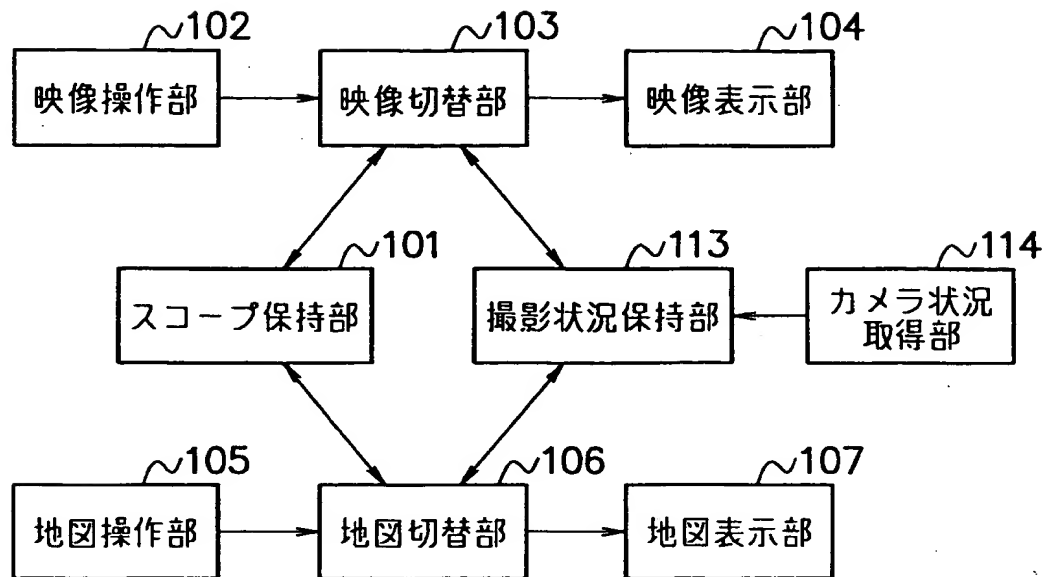 102
映像操作部
103
映像切替部
104
映像表示部
101
スコープ保持部
113
撮影状況保持部
114
カメラ状況
取得部
105
地図操作部
106
地図切替部
107
地図表示部